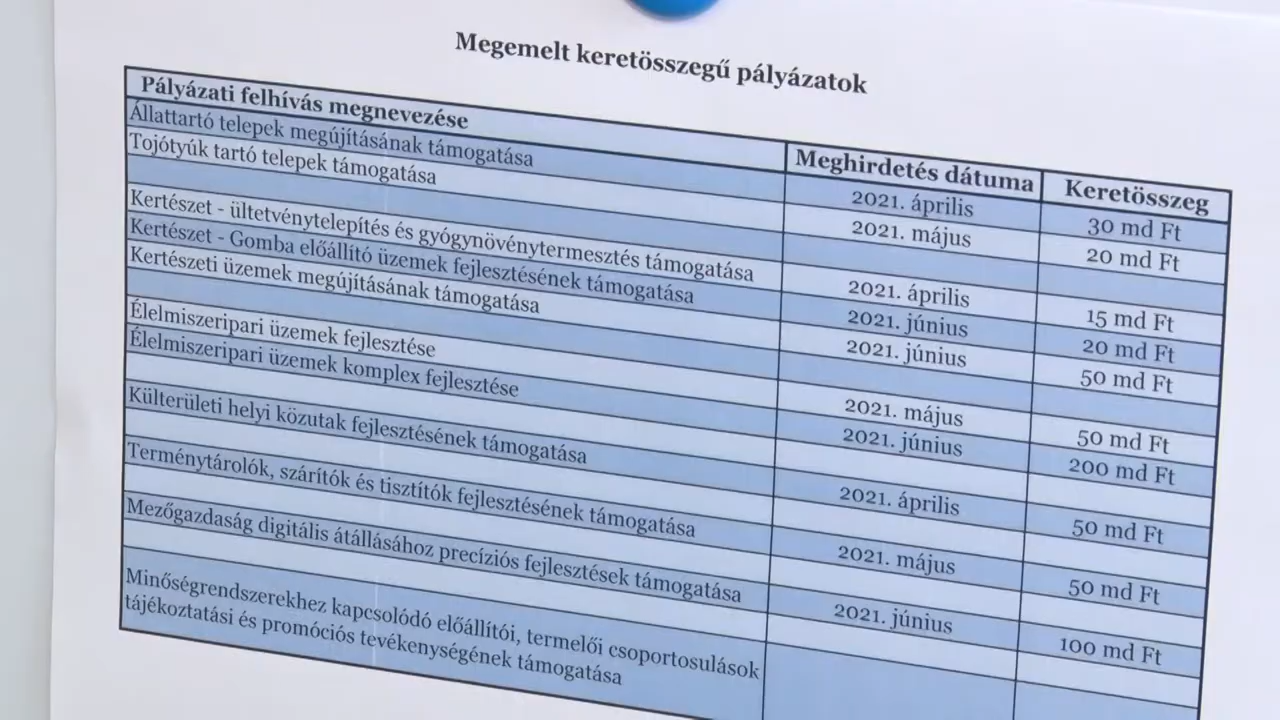 Megemelt keretösszegű pályázatok
Pályázati felhívás megnevezése Meghirdetés dátuma Keretösszeg
Állattartó telepek megújításának támogatása 2021. április 30 md Ft
Tojótyúk tartó telepek támogatása 2021. május 20 md Ft
Kertészet - ültetvénytelepítés és gyógynövénytermesztés támogatása 2021. április 15 md Ft
Kertészet - Gomba előállító üzemek fejlesztésének támogatása 2021. június 20 md Ft
Kertészeti üzemek megújításának támogatása 2021. június 50 md Ft
Élelmiszeripari üzemek fejlesztése 2021. május 50 md Ft
Élelmiszeripari üzemek komplex fejlesztése 2021. június 200 md Ft
Külterületi helyi közutak fejlesztésének támogatása 2021. április 50 md Ft
Terménytárolók, szárítók és tisztítók fejlesztésének támogatása 2021. május 50 md Ft
Mezőgazdaság digitális átállásához precíziós fejlesztések támogatása 2021. június 100 md Ft
Minőségrendszerekhez kapcsolódó előállítói, termelői csoportosulások
tájékoztatási és promóciós tevékenységének támogatása